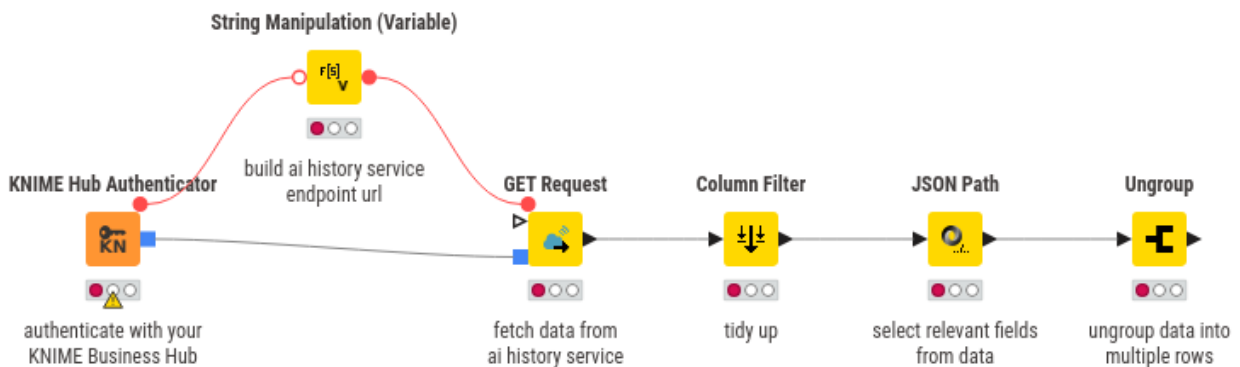 String Manipulation (Variable)
F[S]
V
build ai history service
endpoint url
KNIME Hub Authenticator
KN
authenticate with your
KNIME Business Hub
GET Request
fetch data from
ai history service
Column Filter
tidy up
JSON Path
select relevant fields
from data
Ungroup
ungroup data into
multiple rows